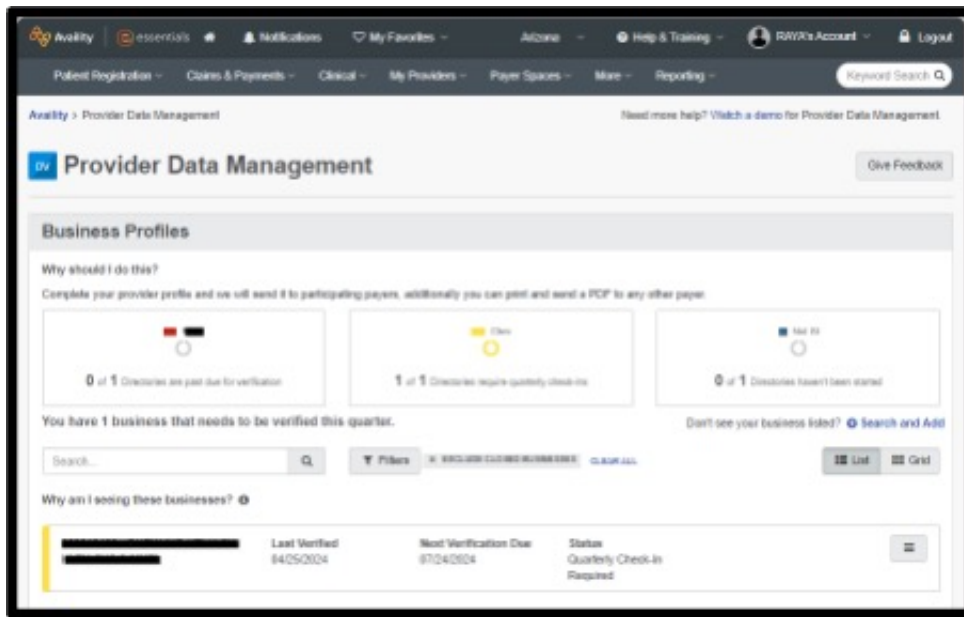 Availity essentials Notifications My Favorites Arizona Help & Training RAYA's Account Logout
Patient Registration Claims & Payments Clinical My Providers Payer Spaces More Reporting Keyword Search
Availity > Provider Data Management Need more help? Watch a demo for Provider Data Management.
DV Provider Data Management Give Feedback
Business Profiles
Why should I do this?
Complete your provider profile and we will send it to participating payers, additionally you can print and send a PDF to any other payer.
0 of 1 Directories are past due for verification
1 of 1 Directories require quarterly check-ins
0 of 1 Directories haven't been started
You have 1 business that needs to be verified this quarter. Don't see your business listed? Search and Add
Search... Filters × EXCLUDE CLOSED BUSINESSES CLEAR ALL List Grid
Why am I seeing these businesses?
Last Verified Next Verification Due Status
04/25/2024 07/24/2024 Quarterly Check-in
Required